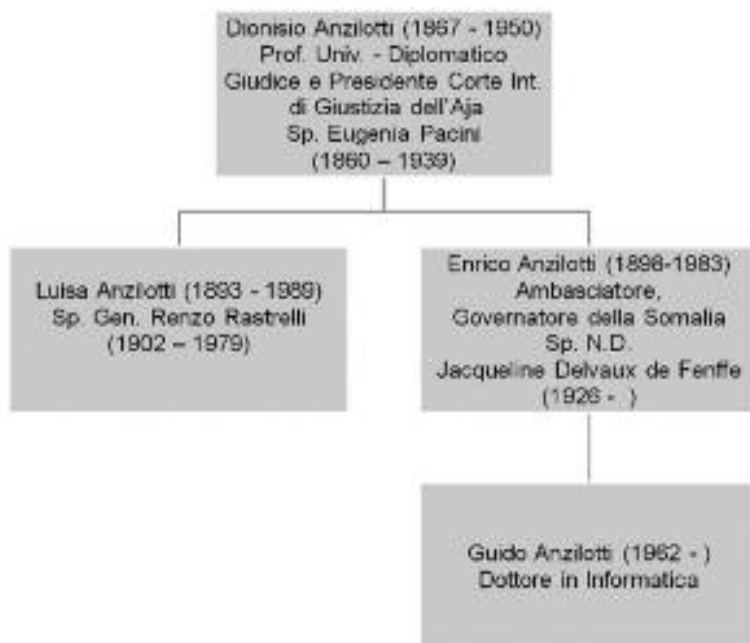 Dionisio Anzilotti (1867 - 1950)
Prof. Univ. - Diplomatico
Giudice e Presidente Corte Int.
di Giustizia dell'Aja
Sp. Eugenia Pacini
(1860 – 1939)
Luisa Anzilotti (1893 - 1989)
Sp. Gen. Renzo Rastrelli
(1902 – 1979)
Enrico Anzilotti (1898-1983)
Ambasciatore,
Governatore della Somalia
Sp. N.D.
Jacqueline Delvaux de Fenffe
(1926 - )
Guido Anzilotti (1962 - )
Dottore in Informatica